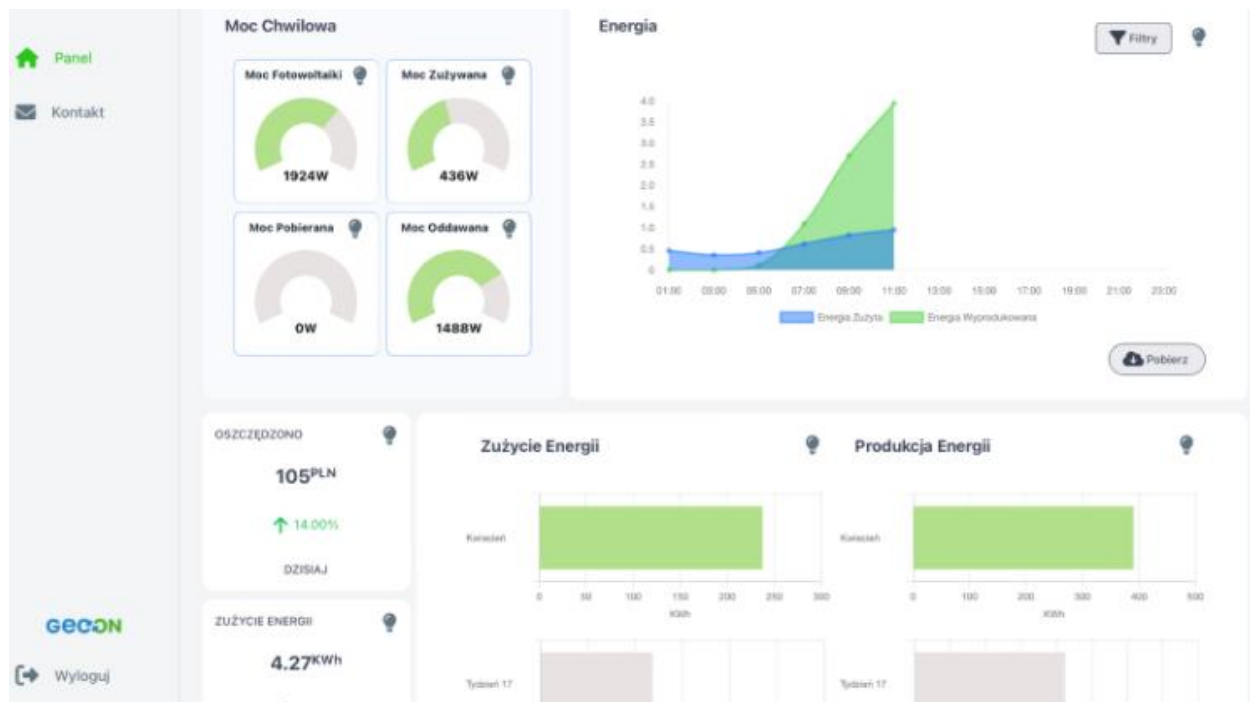 Panel
Kontakt
Moc Chwilowa
Moc Fotowoltaiki
1924W
Moc Zużywana
436W
Moc Pobierana
0W
Moc Oddawana
1488W
Energia
Filtry
4.0
3.5
3.0
2.5
2.0
1.5
1.0
0.5
0
01:00 03:00 05:00 07:00 09:00 11:00 13:00 15:00 17:00 19:00 21:00 23:00
Energia Zużyta Energia Wyprodukowana
Pobierz
OSZCZĘDZONO
105PLN
14.00%
DZISIAJ
ZUŻYCIE ENERGII
4.27KWh
Zużycie Energii
Kwiecień
0 50 100 150 200 250 300
KWh
Tydzień 17
Produkcja Energii
Kwiecień
0 100 200 300 400 500
KWh
Tydzień 17
GECON
Wyloguj